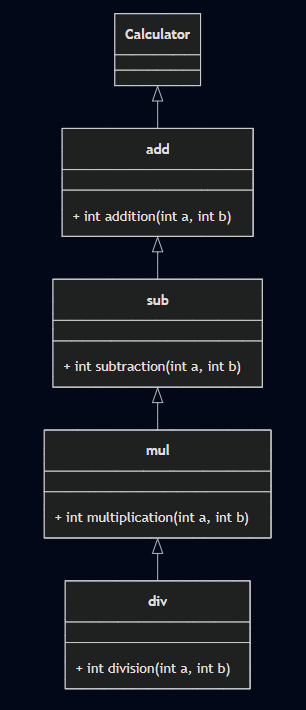 Calculator
add
+ int addition(int a, int b)
sub
+ int subtraction(int a, int b)
mul
+ int multiplication(int a, int b)
div
+ int division(int a, int b)